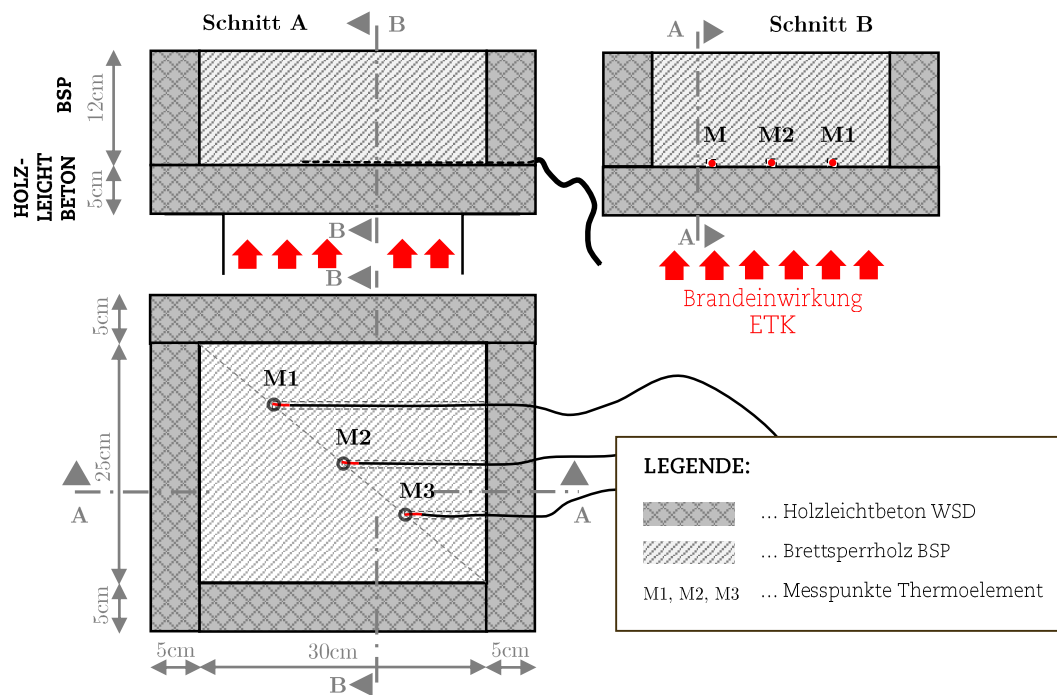 Schnitt A
B
A
Schnitt B
BSP
12cm
M
M2
M1
HOLZ-
LEICHT
BETON
5cm
B
A
B
Brandeinwirkung
ETK
5cm
M1
M2
25cm
M3
A
A
LEGENDE:
... Holzleichtbeton WSD
... Brettsperrholz BSP
M1, M2, M3 ... Messpunkte Thermoelement
5cm
5cm
30cm
5cm
B